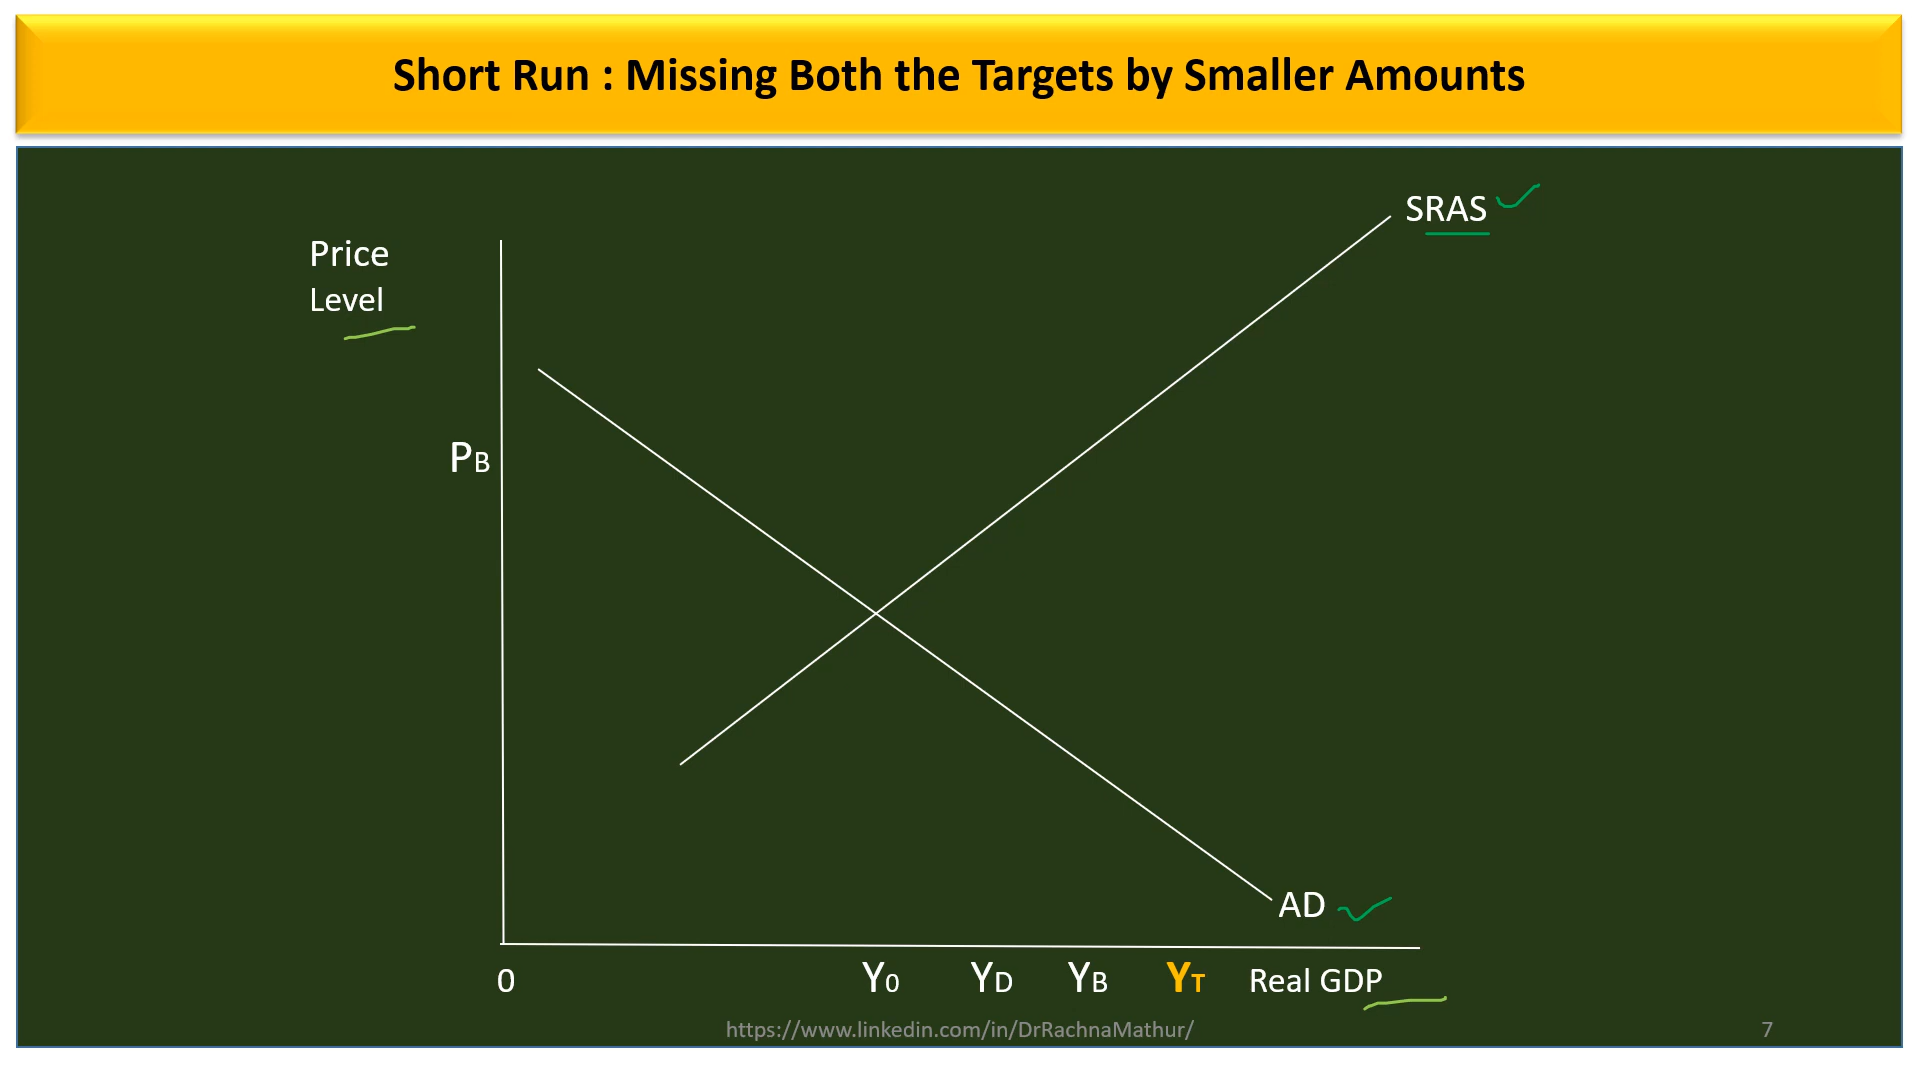 Short Run : Missing Both the Targets by Smaller Amounts
SRAS
Price
Level
PB
AD
0 Y0 YD YB YT Real GDP
https://www.linkedin.com/in/DrRachnaMathur/ 7